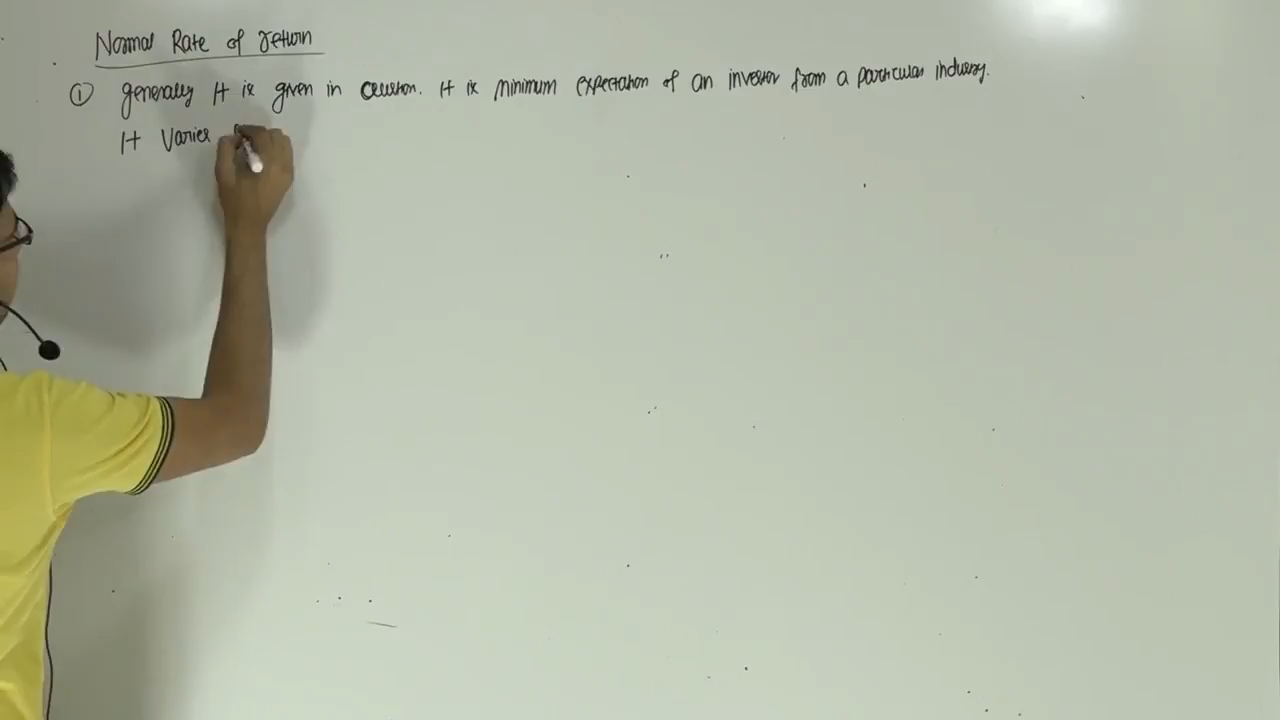 Normal Rate of return
① generally It is given in Question. It is minimum expectation of an investor from a particular industry.
It Varies